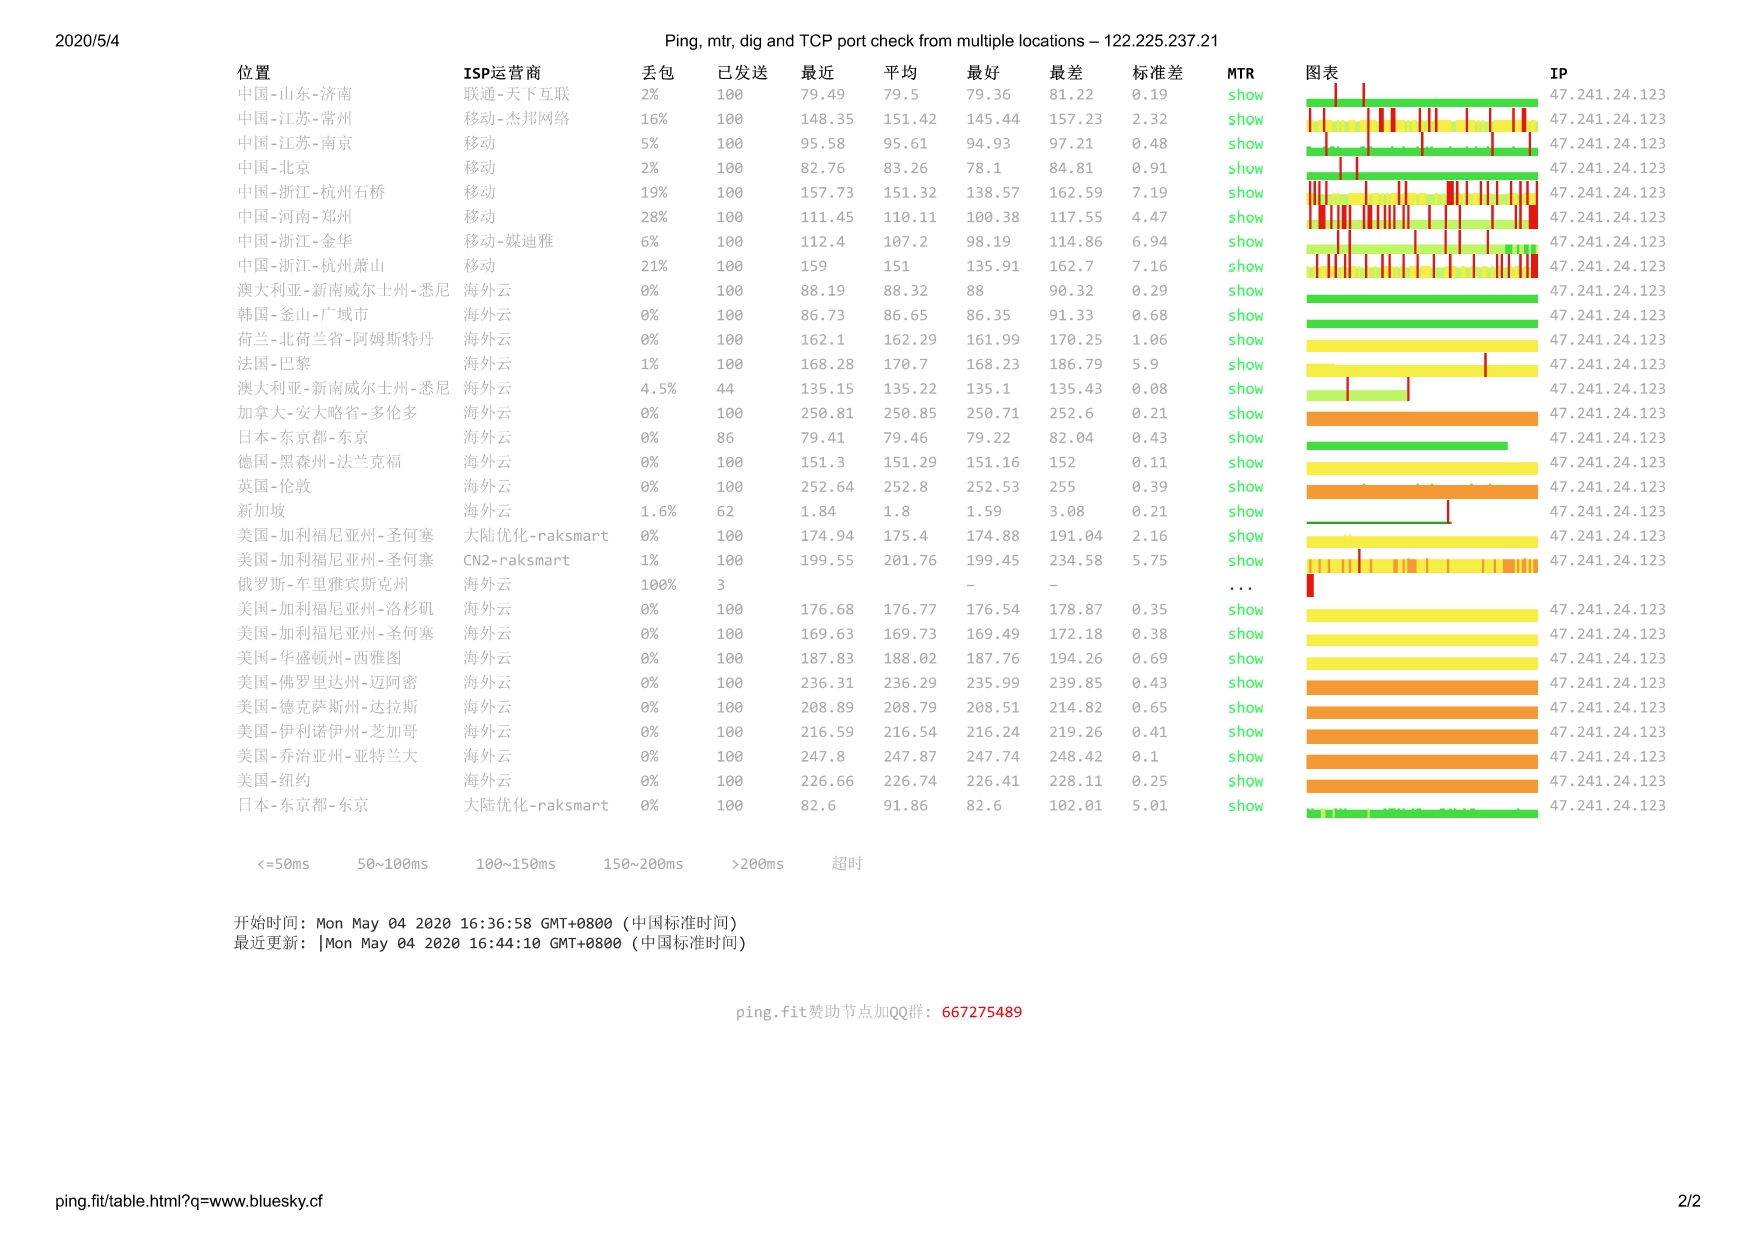 2020/5/4 Ping, mtr, dig and TCP port check from multiple locations – 122.225.237.21
位置 ISP运营商 丢包 已发送 最近 平均 最好 最差 标准差 MTR 图表 IP
中国-山东-济南 联通-天下互联 2% 100 79.49 79.5 79.36 81.22 0.19 show 47.241.24.123
中国-江苏-常州 移动-杰邦网络 16% 100 148.35 151.42 145.44 157.23 2.32 show 47.241.24.123
中国-江苏-南京 移动 5% 100 95.58 95.61 94.93 97.21 0.48 show 47.241.24.123
中国-北京 移动 2% 100 82.76 83.26 78.1 84.81 0.91 show 47.241.24.123
中国-浙江-杭州石桥 移动 19% 100 157.73 151.32 138.57 162.59 7.19 show 47.241.24.123
中国-河南-郑州 移动 28% 100 111.45 110.11 100.38 117.55 4.47 show 47.241.24.123
中国-浙江-金华 移动-媒迪雅 6% 100 112.4 107.2 98.19 114.86 6.94 show 47.241.24.123
中国-浙江-杭州萧山 移动 21% 100 159 151 135.91 162.7 7.16 show 47.241.24.123
澳大利亚-新南威尔士州-悉尼 海外云 0% 100 88.19 88.32 88 90.32 0.29 show 47.241.24.123
韩国-釜山-广域市 海外云 0% 100 86.73 86.65 86.35 91.33 0.68 show 47.241.24.123
荷兰-北荷兰省-阿姆斯特丹 海外云 0% 100 162.1 162.29 161.99 170.25 1.06 show 47.241.24.123
法国-巴黎 海外云 1% 100 168.28 170.7 168.23 186.79 5.9 show 47.241.24.123
澳大利亚-新南威尔士州-悉尼 海外云 4.5% 44 135.15 135.22 135.1 135.43 0.08 show 47.241.24.123
加拿大-安大略省-多伦多 海外云 0% 100 250.81 250.85 250.71 252.6 0.21 show 47.241.24.123
日本-东京都-东京 海外云 0% 86 79.41 79.46 79.22 82.04 0.43 show 47.241.24.123
德国-黑森州-法兰克福 海外云 0% 100 151.3 151.29 151.16 152 0.11 show 47.241.24.123
英国-伦敦 海外云 0% 100 252.64 252.8 252.53 255 0.39 show 47.241.24.123
新加坡 海外云 1.6% 62 1.84 1.8 1.59 3.08 0.21 show 47.241.24.123
美国-加利福尼亚州-圣何塞 大陆优化-raksmart 0% 100 174.94 175.4 174.88 191.04 2.16 show 47.241.24.123
美国-加利福尼亚州-圣何塞 CN2-raksmart 1% 100 199.55 201.76 199.45 234.58 5.75 show 47.241.24.123
俄罗斯-车里雅宾斯克州 海外云 100% 3 – – ...
美国-加利福尼亚州-洛杉矶 海外云 0% 100 176.68 176.77 176.54 178.87 0.35 show 47.241.24.123
美国-加利福尼亚州-圣何塞 海外云 0% 100 169.63 169.73 169.49 172.18 0.38 show 47.241.24.123
美国-华盛顿州-西雅图 海外云 0% 100 187.83 188.02 187.76 194.26 0.69 show 47.241.24.123
美国-佛罗里达州-迈阿密 海外云 0% 100 236.31 236.29 235.99 239.85 0.43 show 47.241.24.123
美国-德克萨斯州-达拉斯 海外云 0% 100 208.89 208.79 208.51 214.82 0.65 show 47.241.24.123
美国-伊利诺伊州-芝加哥 海外云 0% 100 216.59 216.54 216.24 219.26 0.41 show 47.241.24.123
美国-乔治亚州-亚特兰大 海外云 0% 100 247.8 247.87 247.74 248.42 0.1 show 47.241.24.123
美国-纽约 海外云 0% 100 226.66 226.74 226.41 228.11 0.25 show 47.241.24.123
日本-东京都-东京 大陆优化-raksmart 0% 100 82.6 91.86 82.6 102.01 5.01 show 47.241.24.123
<=50ms 50~100ms 100~150ms 150~200ms >200ms 超时
开始时间: Mon May 04 2020 16:36:58 GMT+0800 (中国标准时间)
最近更新: |Mon May 04 2020 16:44:10 GMT+0800 (中国标准时间)
ping.fit赞助节点加QQ群: 667275489
ping.fit/table.html?q=www.bluesky.cf 2/2